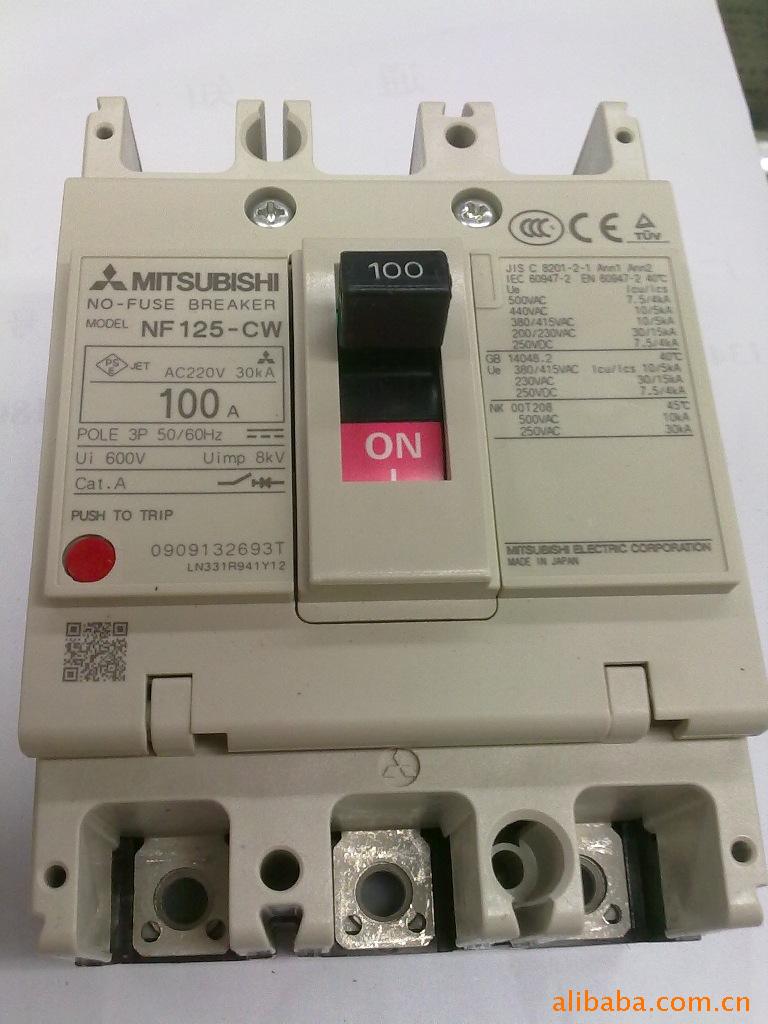 通 知
100
CCC CE TÜV
MITSUBISHI
NO-FUSE BREAKER
MODEL NF125-CW
PS E JET AC220V 30kA
100 A
POLE 3P 50/60Hz
Ui 600V Uimp 8kV
Cat.A
PUSH TO TRIP
0909132693T
LN331R941Y12
ON
I
JIS C 8201-2-1 Ann1 Ann2
IEC 60947-2 EN 60947-2 40℃
Ue Icu/Ics
500VAC 7.5/4kA
440VAC 10/5kA
380/415VAC 10/5kA
200/230VAC 30/15kA
250VDC 7.5/4kA
GB 14048.2 40℃
Ue 380/415VAC Icu/Ics 10/5kA
230VAC 30/15kA
250VDC 7.5/4kA
NK 00T208 45℃
500VAC 10kA
250VAC 30kA
MITSUBISHI ELECTRIC CORPORATION
MADE IN JAPAN
alibaba.com.cn